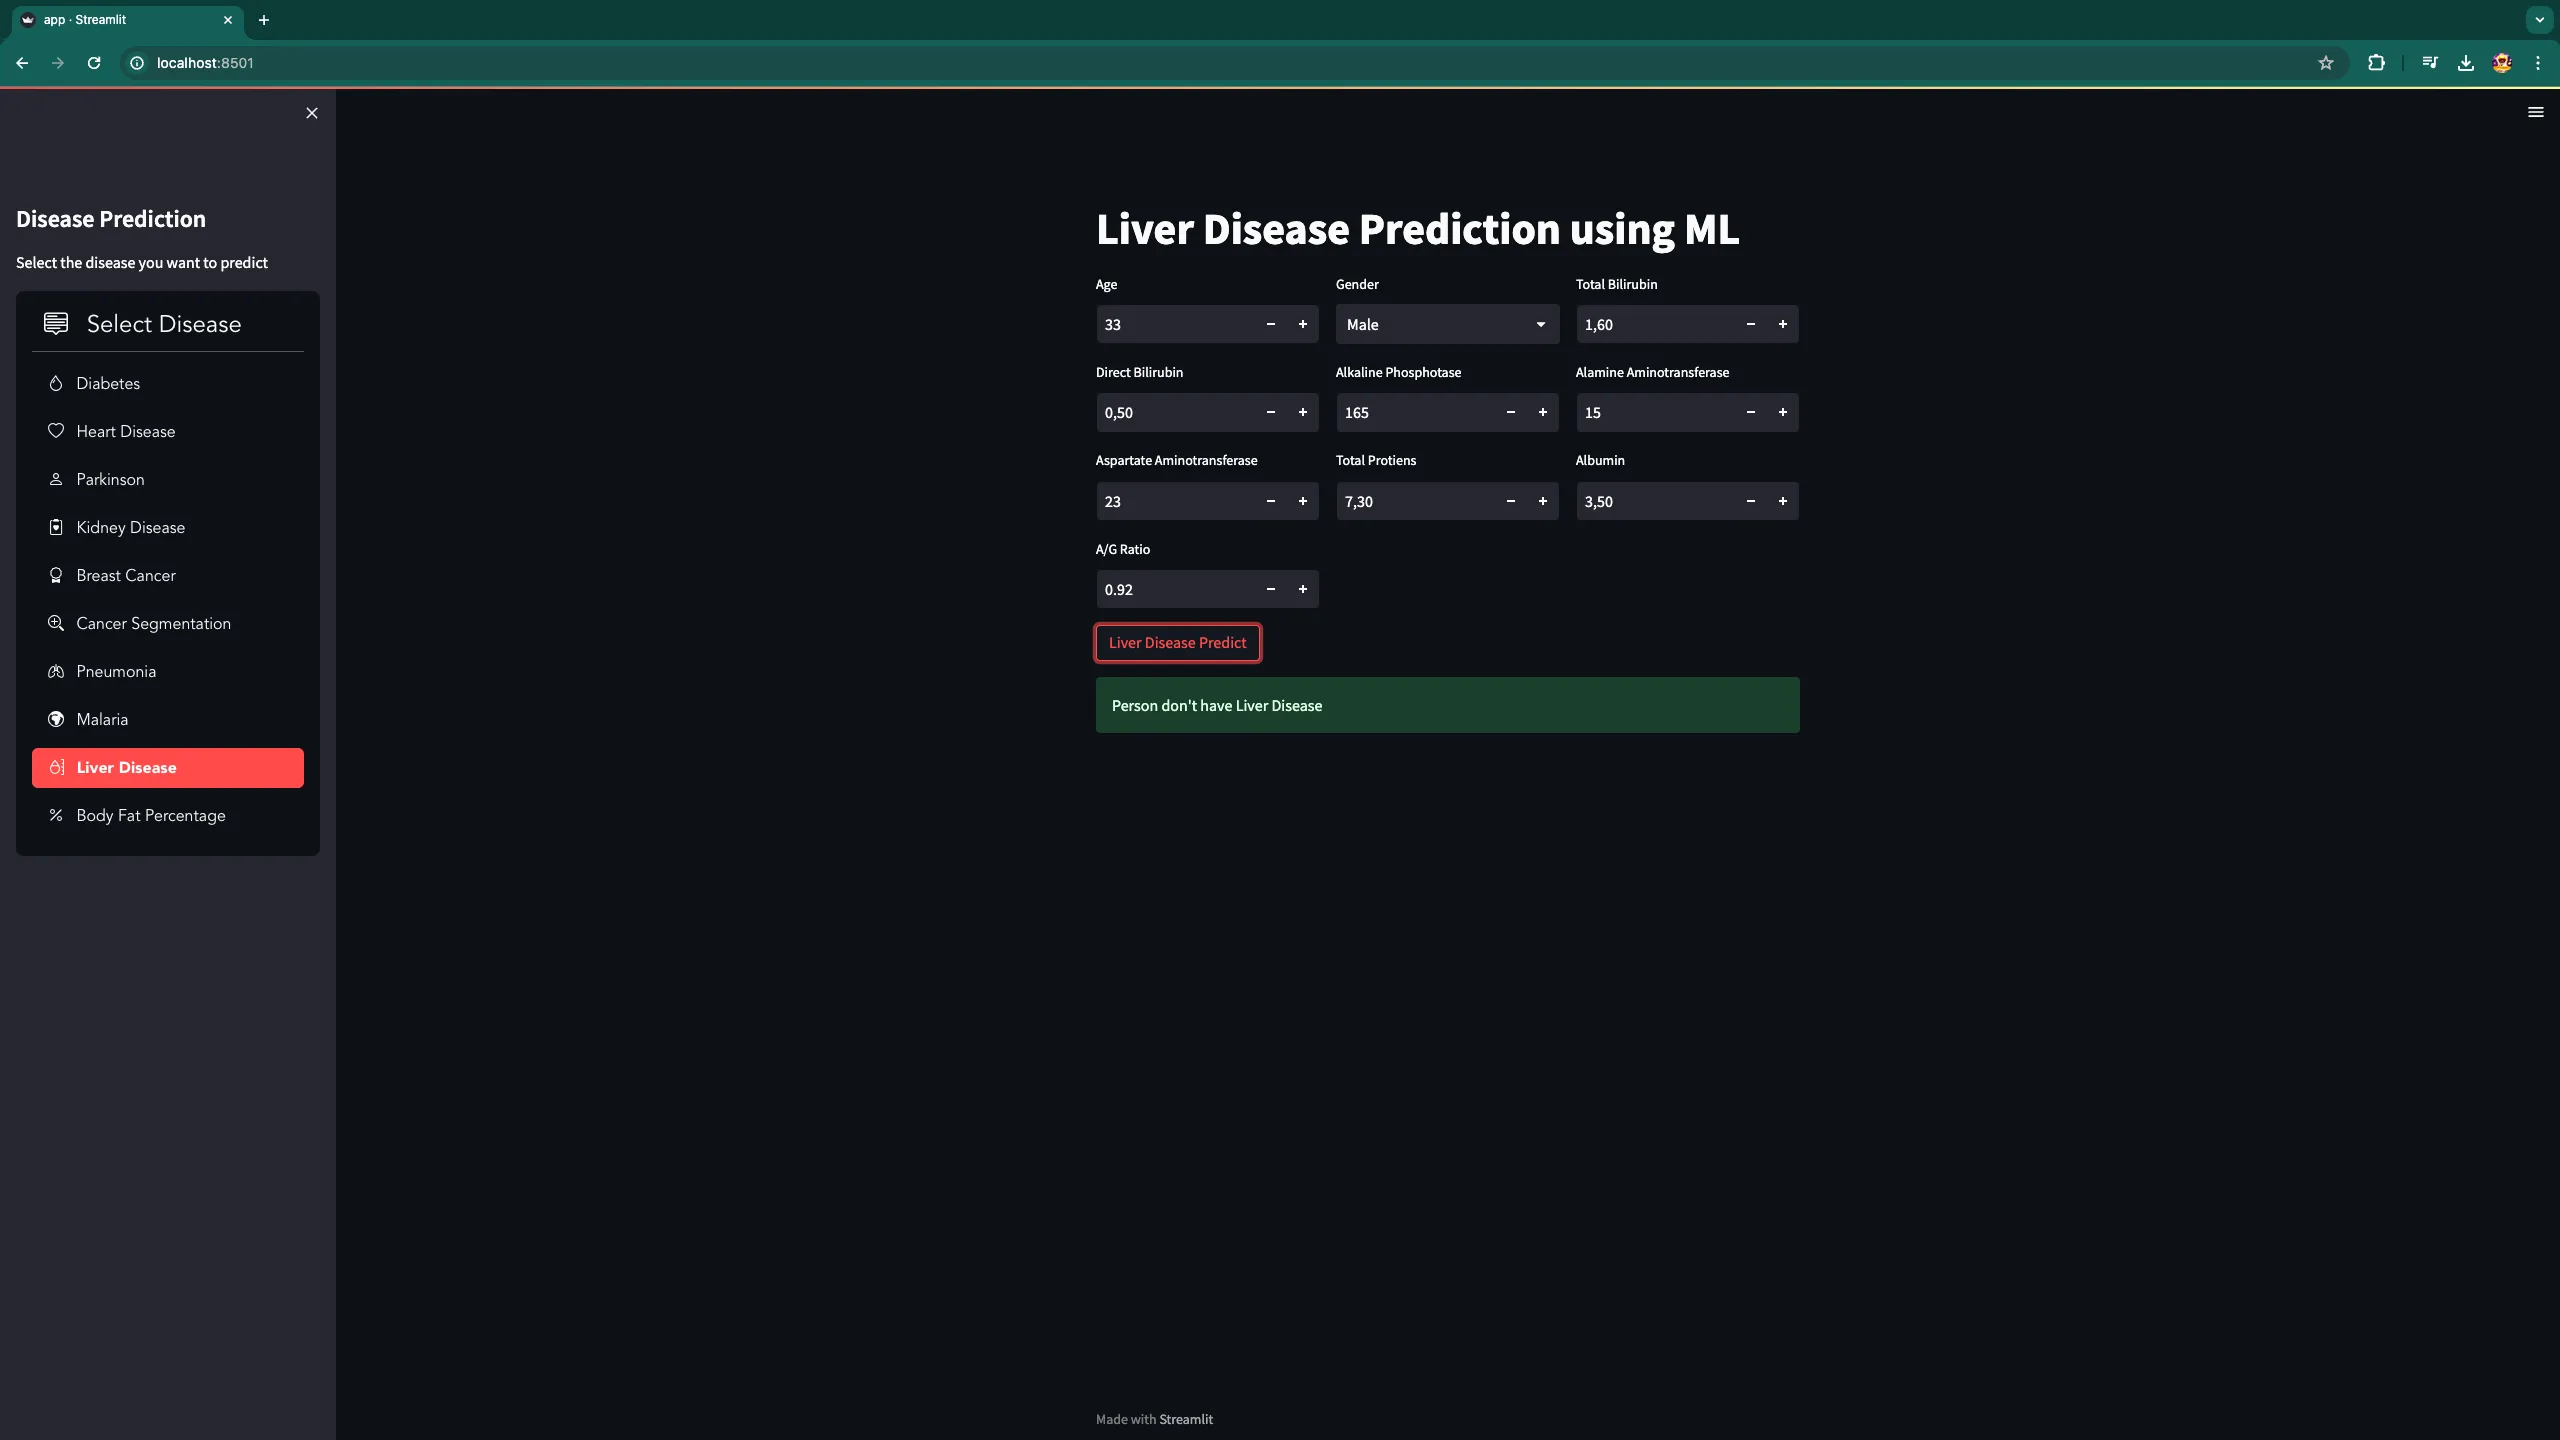 app · Streamlit
localhost:8501
Disease Prediction
Select the disease you want to predict
Select Disease
Diabetes
Heart Disease
Parkinson
Kidney Disease
Breast Cancer
Cancer Segmentation
Pneumonia
Malaria
Liver Disease
Body Fat Percentage
Liver Disease Prediction using ML
Age Gender Total Bilirubin
33 Male 1,60
Direct Bilirubin Alkaline Phosphotase Alamine Aminotransferase
0,50 165 15
Aspartate Aminotransferase Total Protiens Albumin
23 7,30 3,50
A/G Ratio
0.92
Liver Disease Predict
Person don't have Liver Disease
Made with Streamlit